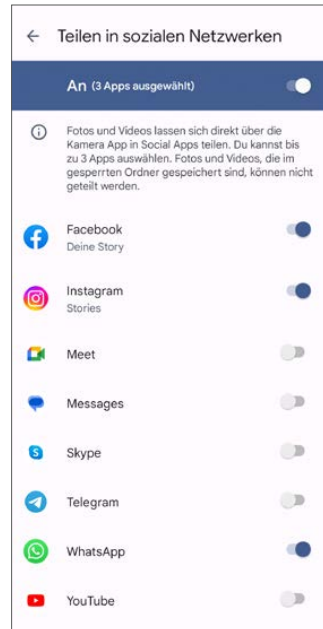 Teilen in sozialen Netzwerken
An (3 Apps ausgewählt)
Fotos und Videos lassen sich direkt über die
Kamera App in Social Apps teilen. Du kannst bis
zu 3 Apps auswählen. Fotos und Videos, die im
gesperrten Ordner gespeichert sind, können nicht
geteilt werden.
Facebook
Deine Story
Instagram
Stories
Meet
Messages
Skype
Telegram
WhatsApp
YouTube